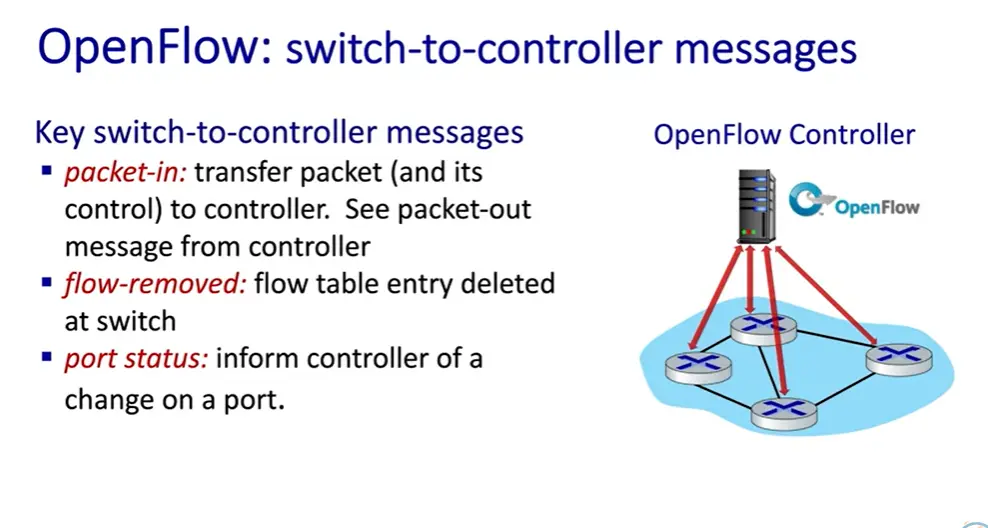 OpenFlow: switch-to-controller messages
Key switch-to-controller messages
▪ packet-in: transfer packet (and its
control) to controller.  See packet-out
message from controller
▪ flow-removed: flow table entry deleted
at switch
▪ port status: inform controller of a
change on a port.
OpenFlow Controller
OpenFlow